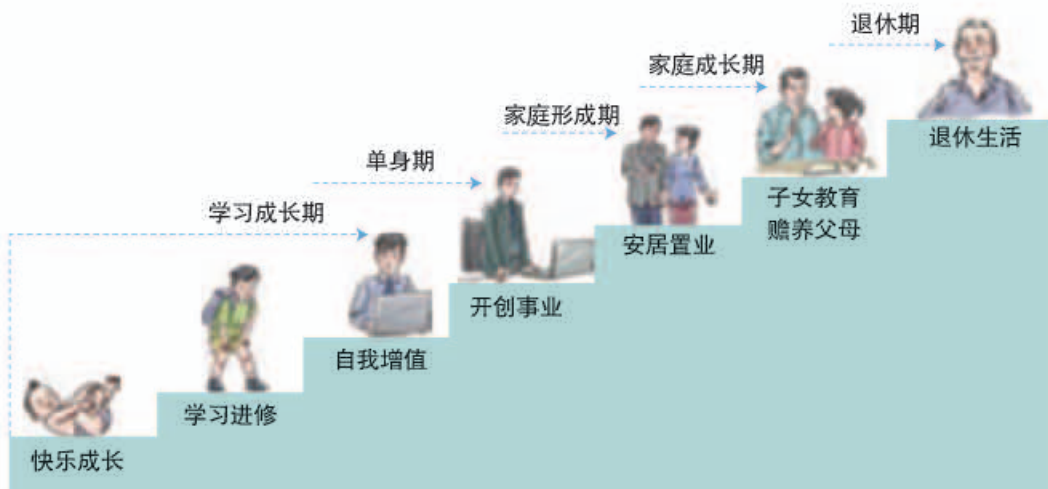 退休期
家庭成长期
家庭形成期
单身期
学习成长期
退休生活
子女教育
赡养父母
安居置业
开创事业
自我增值
学习进修
快乐成长